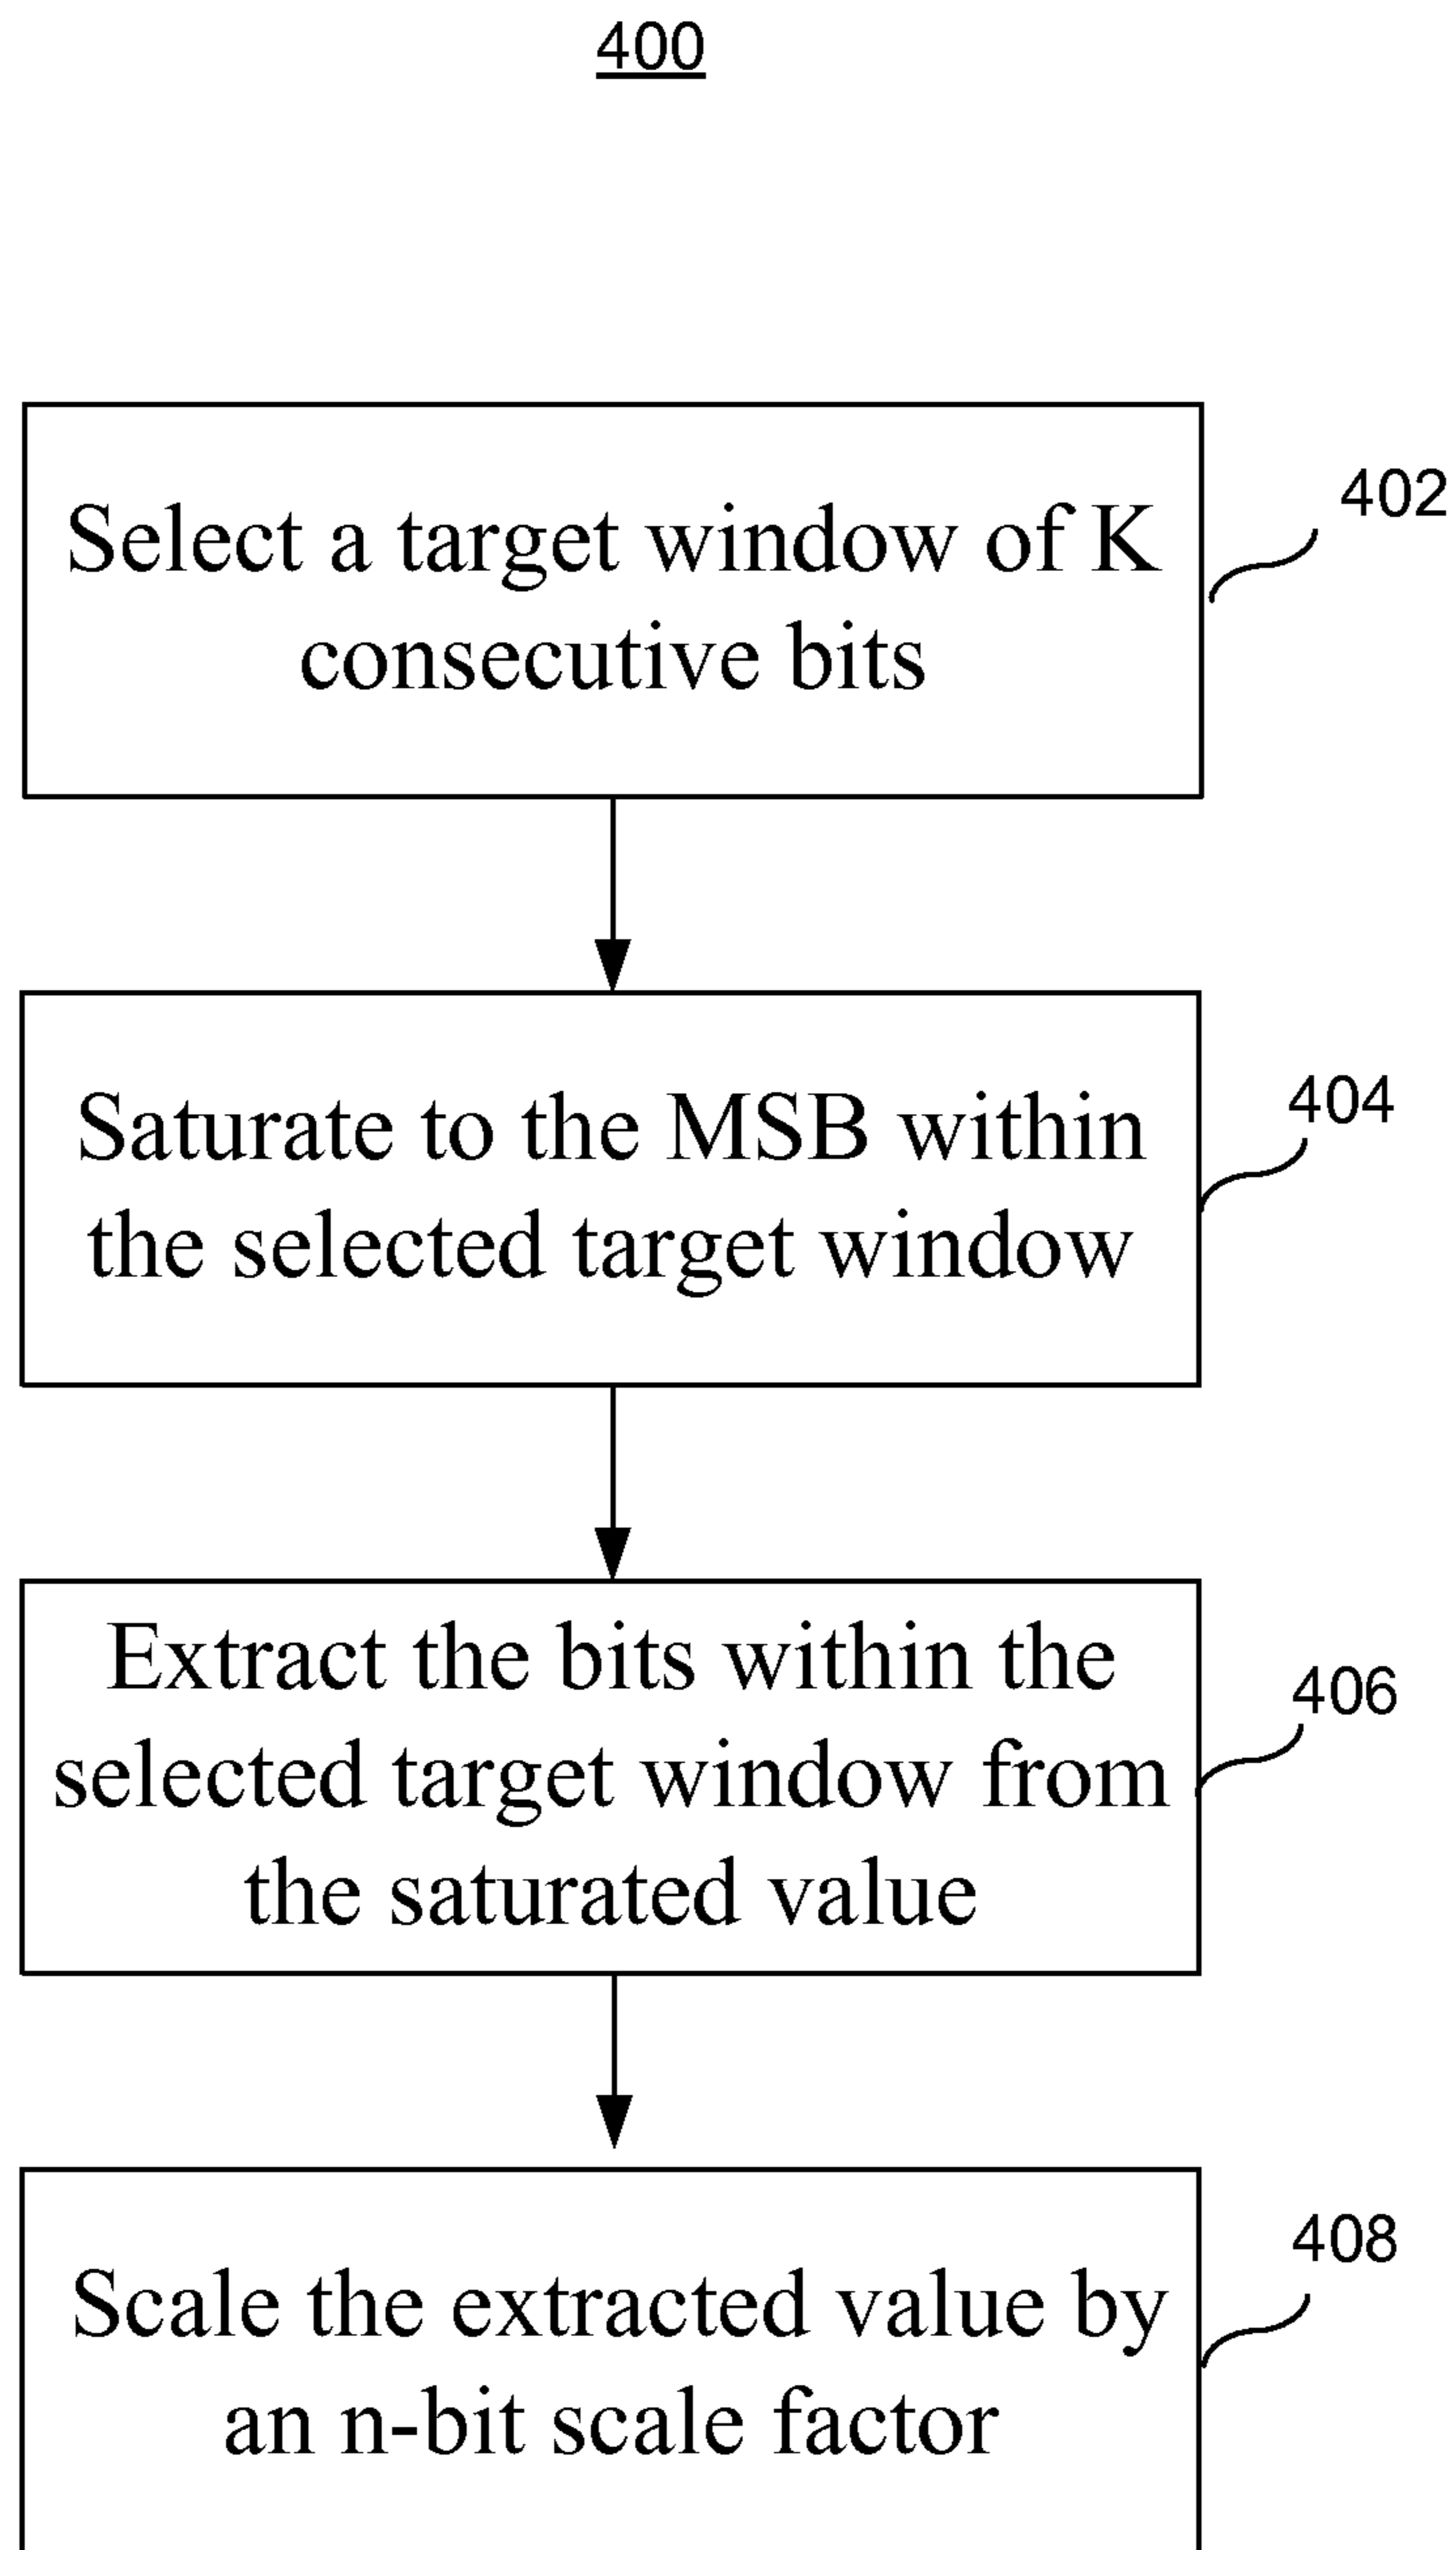 400
Select a target window of K
consecutive bits
402
Saturate to the MSB within
the selected target window
404
Extract the bits within the
selected target window from
the saturated value
406
Scale the extracted value by
an n-bit scale factor
408